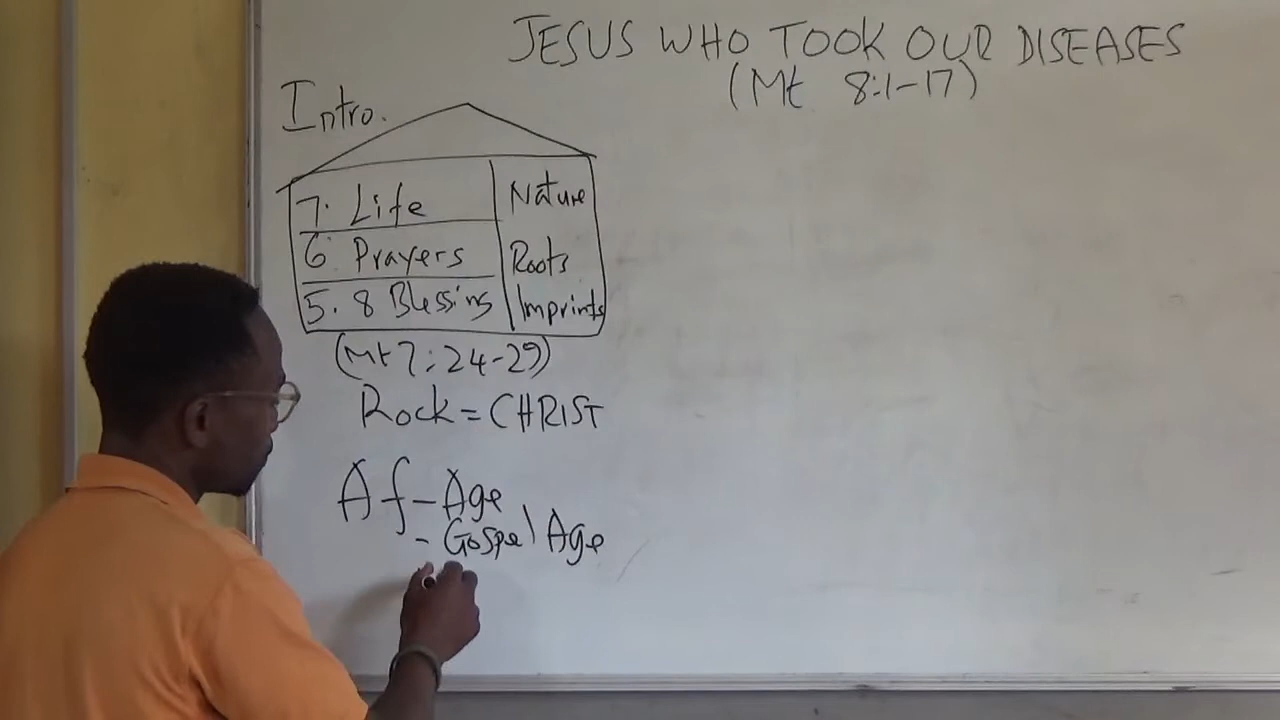 JESUS WHO TOOK OUR DISEASES
(Mt 8:1-17)
Intro.
7. Life Nature
6. Prayers Roots
5. 8 Blessings Imprints
(Mt 7:24-29)
Rock = CHRIST
Af - Age
- Gospel Age